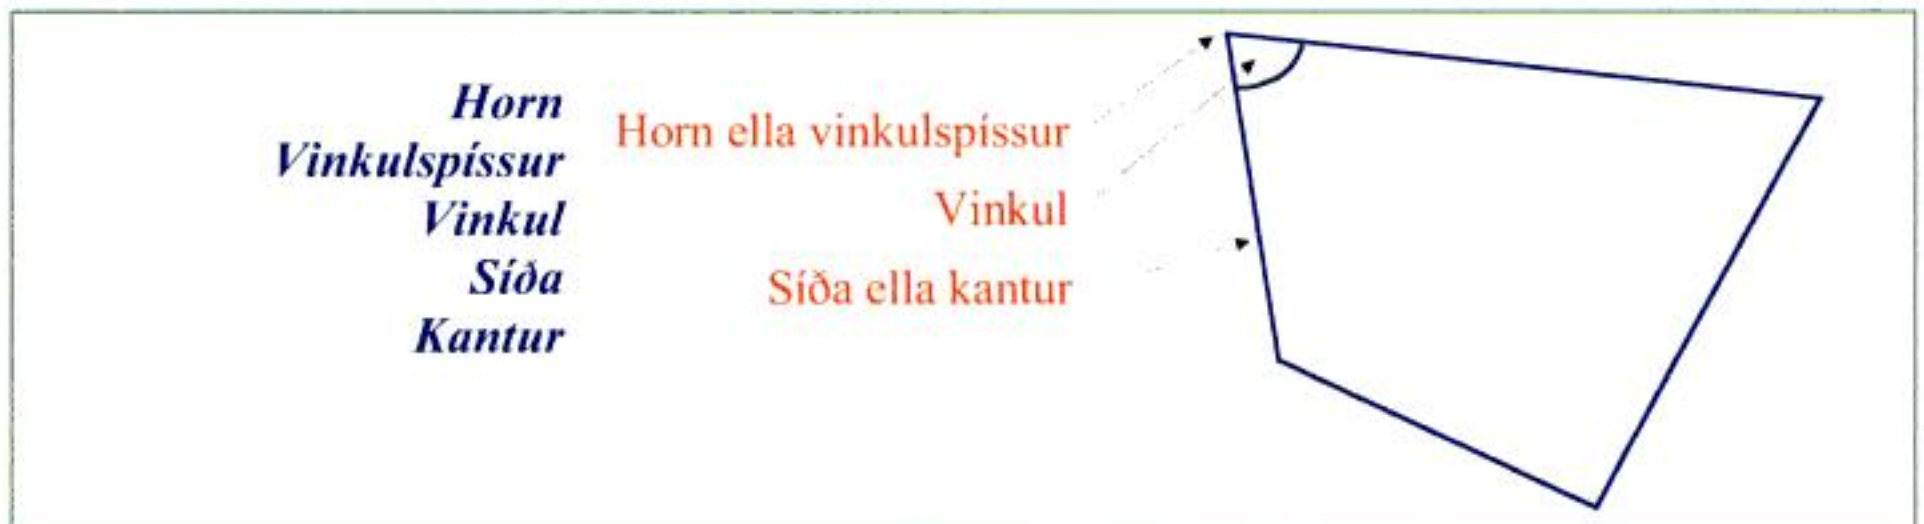 Horn
Vinkulspíssur
Vinkul
Síða
Kantur
Horn ella vinkulspíssur
Vinkul
Síða ella kantur